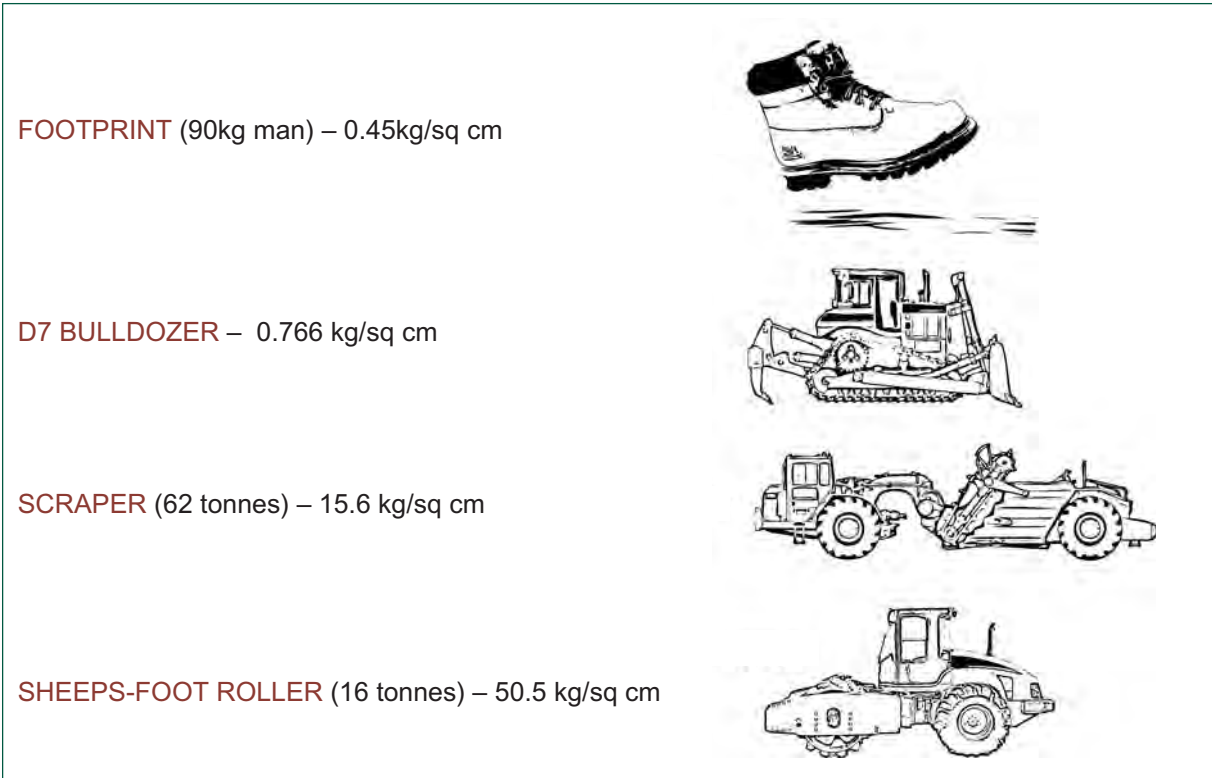 FOOTPRINT (90kg man) – 0.45kg/sq cm
D7 BULLDOZER –  0.766 kg/sq cm
SCRAPER (62 tonnes) – 15.6 kg/sq cm
SHEEPS-FOOT ROLLER (16 tonnes) – 50.5 kg/sq cm